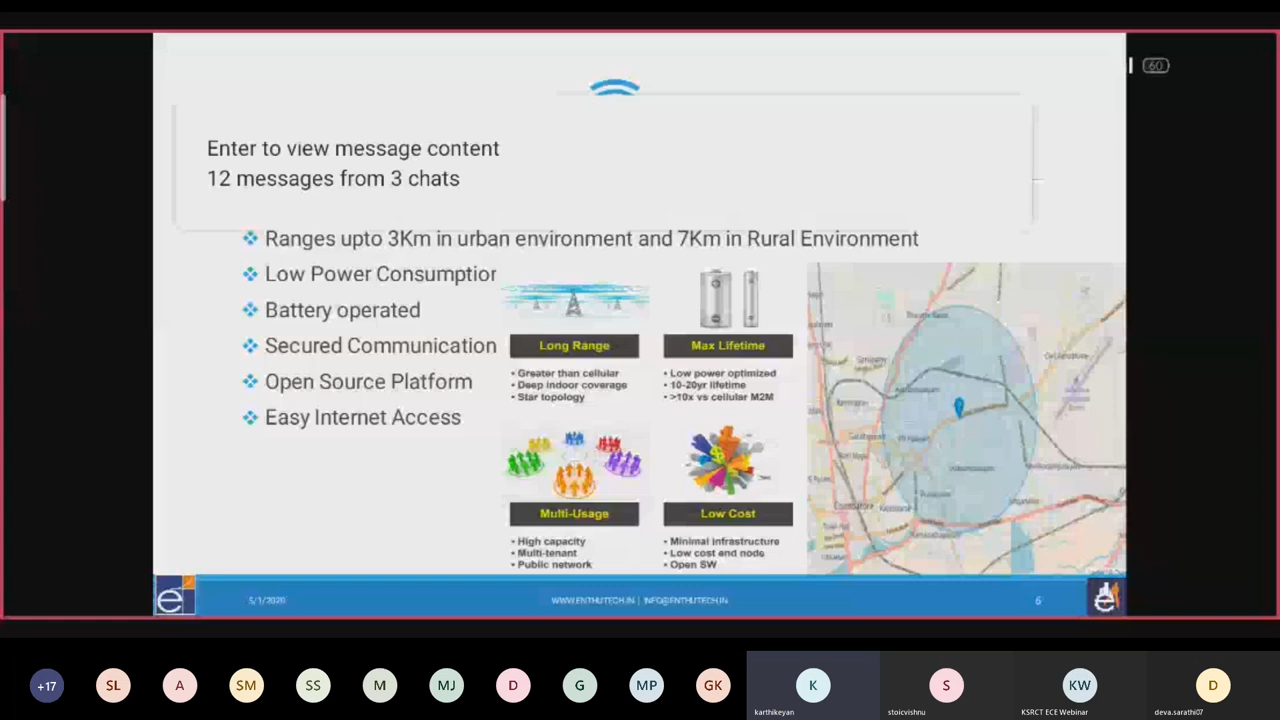 60
Enter to view message content
12 messages from 3 chats
Ranges upto 3Km in urban environment and 7Km in Rural Environment
Low Power Consumption
Battery operated
Secured Communication
Open Source Platform
Easy Internet Access
Long Range
• Greater than cellular
• Deep indoor coverage
• Star topology
Max Lifetime
• Low power optimized
• 10-20yr lifetime
• >10x vs cellular M2M
Multi-Usage
• High capacity
• Multi-tenant
• Public network
Low Cost
• Minimal infrastructure
• Low cost end nodes
• Open SW
5/1/2020
WWW.ENTHUTECH.IN | INFO@ENTHUTECH.IN
6
+17
SL
A
SM
SS
M
MJ
D
G
MP
GK
K
karthikeyan
S
stoicvishnu
KW
KSRCT ECE Webinar
D
deva.sarathi07